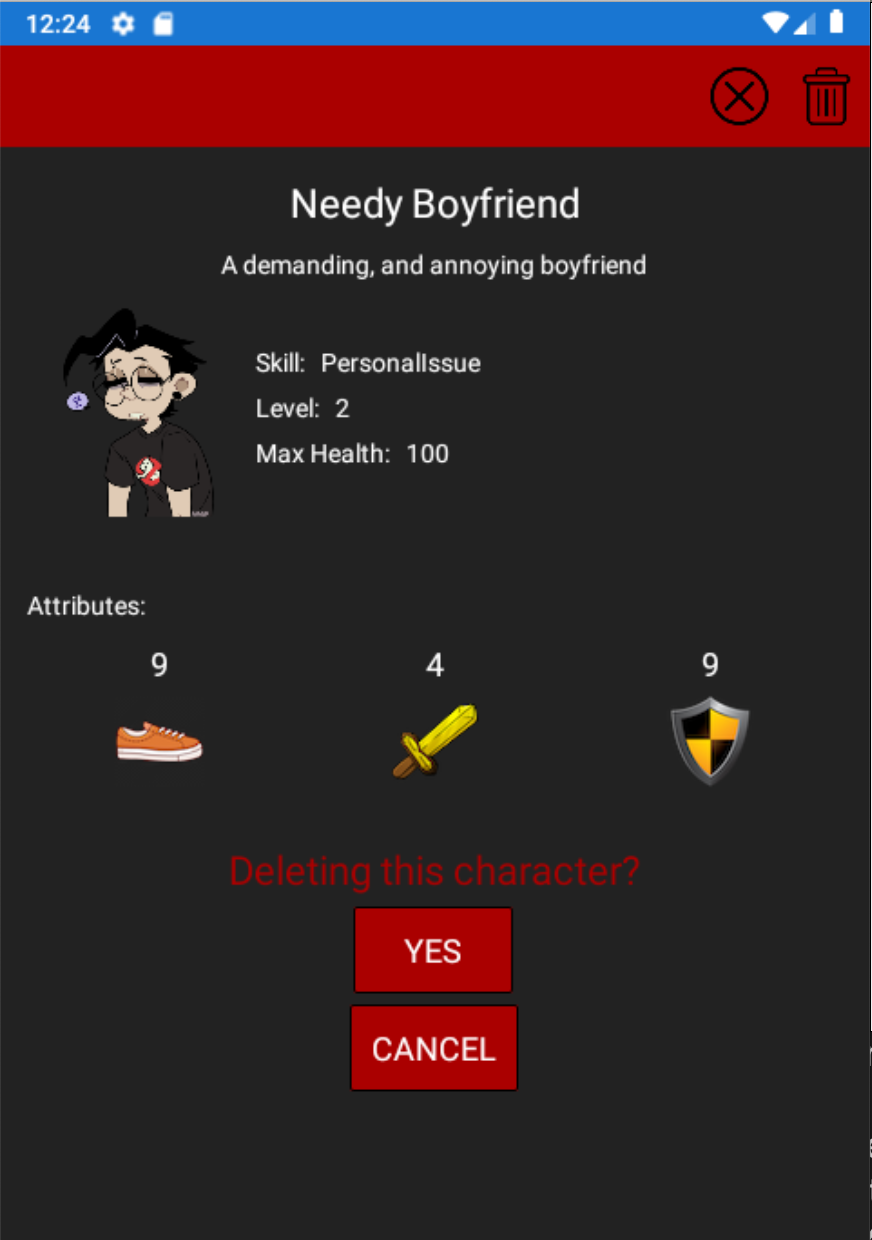 12:24
Needy Boyfriend
A demanding, and annoying boyfriend
Skill: PersonalIssue
Level: 2
Max Health: 100
Attributes:
9 4 9
Deleting this character?
YES
CANCEL